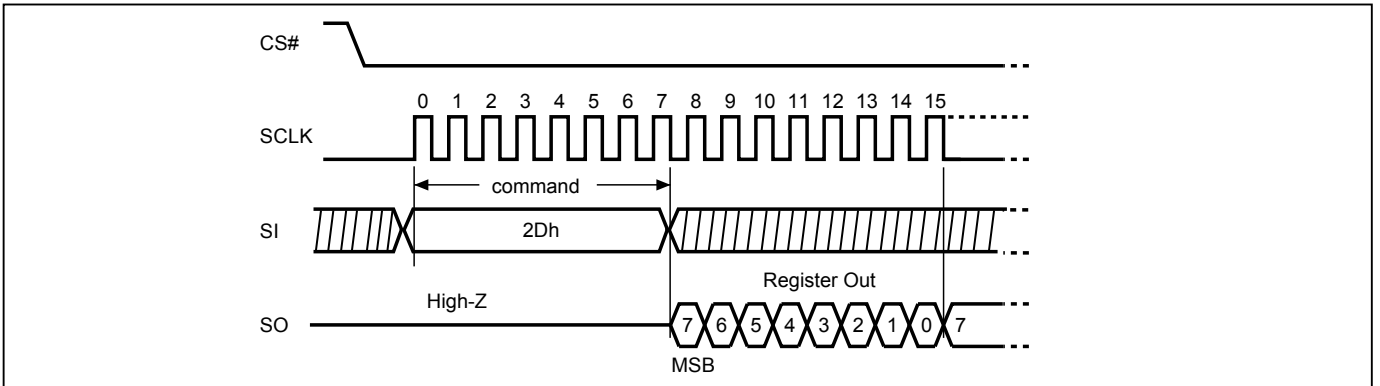 CS#
0 1 2 3 4 5 6 7 8 9 10 11 12 13 14 15
SCLK
command
SI
2Dh
Register Out
High-Z
SO
7 6 5 4 3 2 1 0 7
MSB